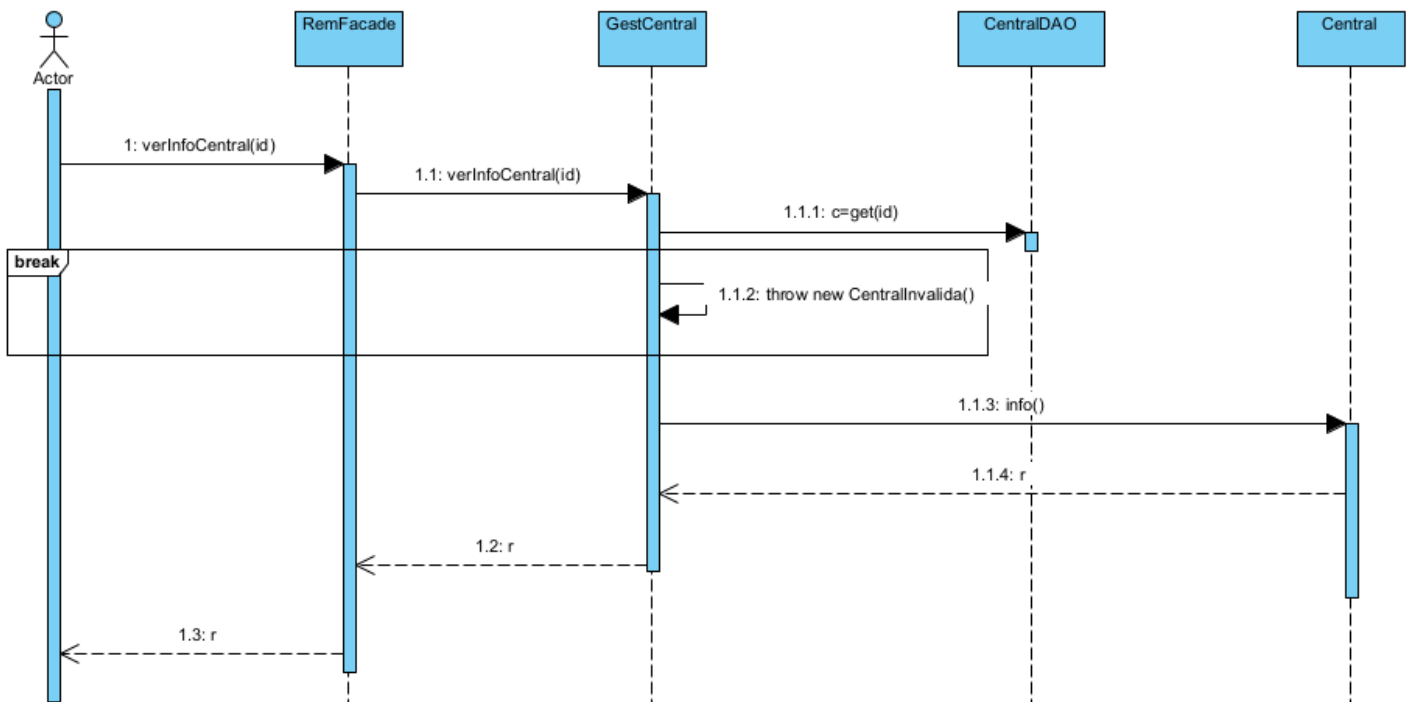 RemFacade
GestCentral
CentralDAO
Central
Actor
1: verInfoCentral(id)
1.1: verInfoCentral(id)
1.1.1: c=get(id)
break
1.1.2: throw new CentralInvalida()
1.1.3: info()
1.1.4: r
1.2: r
1.3: r